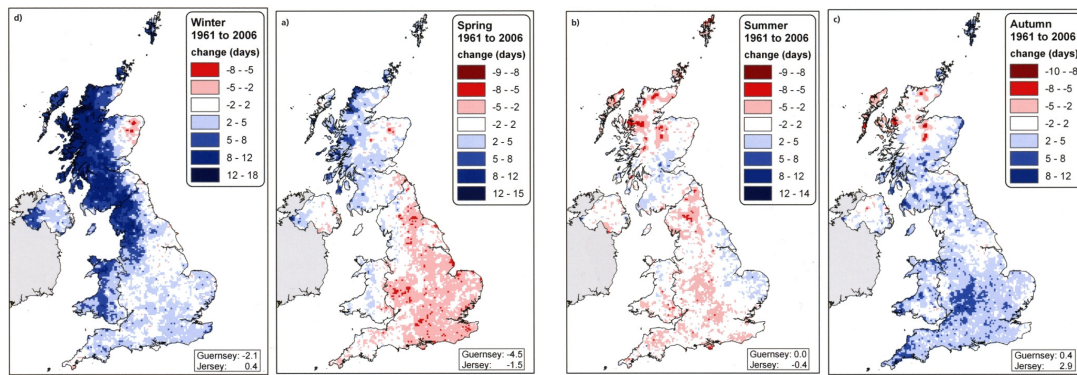 d)
Winter
1961 to 2006
change (days)
-8 - -5
-5 - -2
-2 - 2
2 - 5
5 - 8
8 - 12
12 - 18
Guernsey: -2.1
Jersey: 0.4
a)
Spring
1961 to 2006
change (days)
-9 - -8
-8 - -5
-5 - -2
-2 - 2
2 - 5
5 - 8
8 - 12
12 - 15
Guernsey: -4.5
Jersey: -1.5
b)
Summer
1961 to 2006
change (days)
-9 - -8
-8 - -5
-5 - -2
-2 - 2
2 - 5
5 - 8
8 - 12
12 - 14
Guernsey: 0.0
Jersey: -0.4
c)
Autumn
1961 to 2006
change (days)
-10 - -8
-8 - -5
-5 - -2
-2 - 2
2 - 5
5 - 8
8 - 12
Guernsey: 0.4
Jersey: 2.9